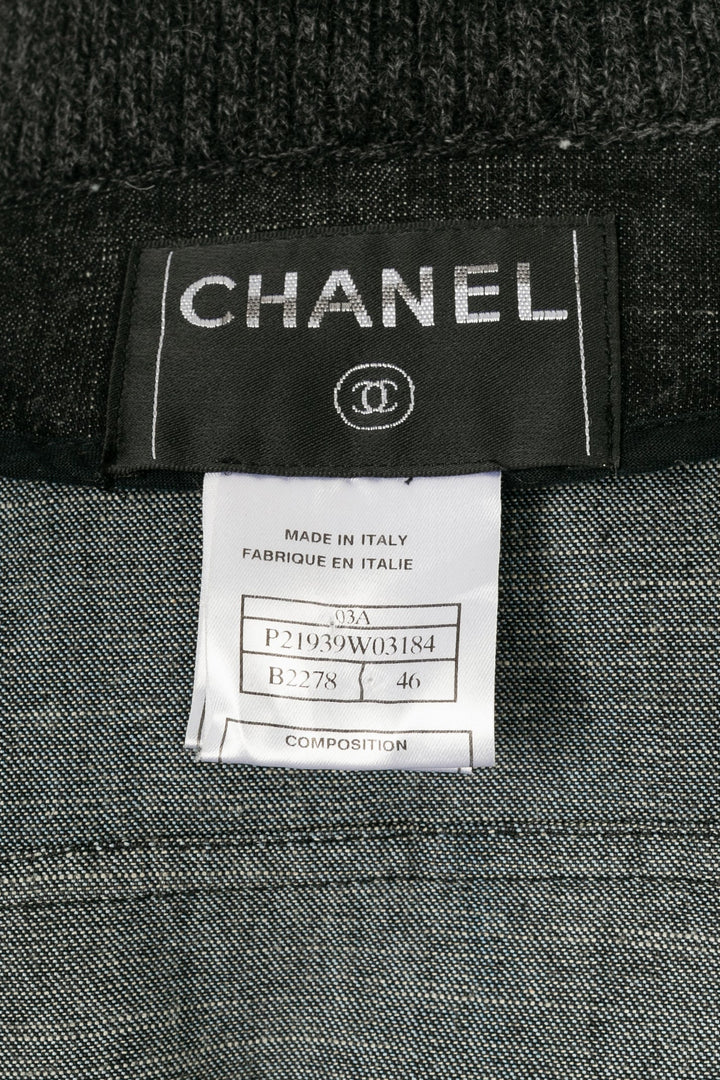 CHANEL
MADE IN ITALY
FABRIQUE EN ITALIE
03A
P21939W03184
B2278 46
COMPOSITION